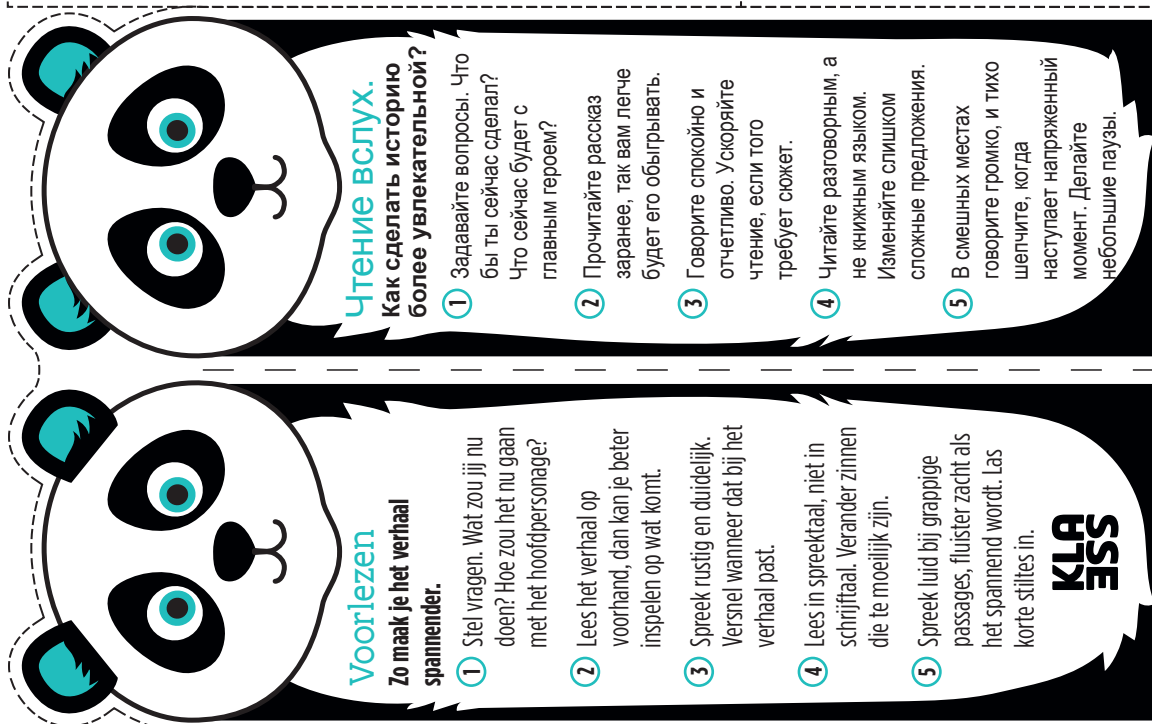 Чтение вслух.
Как сделать историю
более увлекательной?
1 Задавайте вопросы. Что
бы ты сейчас сделал?
Что сейчас будет с
главным героем?
2 Прочитайте рассказ
заранее, так вам легче
будет его обыгрывать.
3 Говорите спокойно и
отчетливо. Ускоряйте
чтение, если того
требует сюжет.
4 Читайте разговорным, а
не книжным языком.
Изменяйте слишком
сложные предложения.
5 В смешных местах
говорите громко, и тихо
шепчите, когда
наступает напряженный
момент. Делайте
небольшие паузы.
Voorlezen
Zo maak je het verhaal
spannender.
1 Stel vragen. Wat zou jij nu
doen? Hoe zou het nu gaan
met het hoofdpersonage?
2 Lees het verhaal op
voorhand, dan kan je beter
inspelen op wat komt.
3 Spreek rustig en duidelijk.
Versnel wanneer dat bij het
verhaal past.
4 Lees in spreektaal, niet in
schrijftaal. Verander zinnen
die te moeilijk zijn.
5 Spreek luid bij grappige
passages, fluister zacht als
het spannend wordt. Las
korte stiltes in.
KLA
SSE